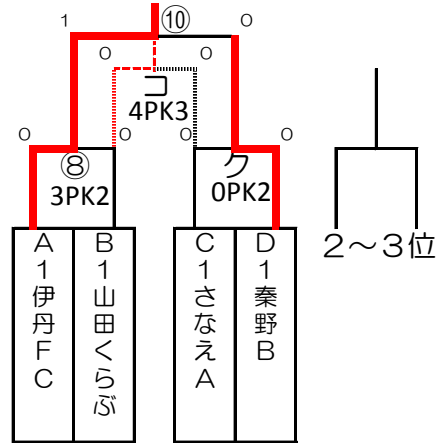 1 ⑩ 0
0 0
コ
4PK3
0 0 0 0
⑧ ク
3PK2 0PK2
2～3位
A1伊丹FC
B1山田くらぶ
C1さなえA
D1秦野B